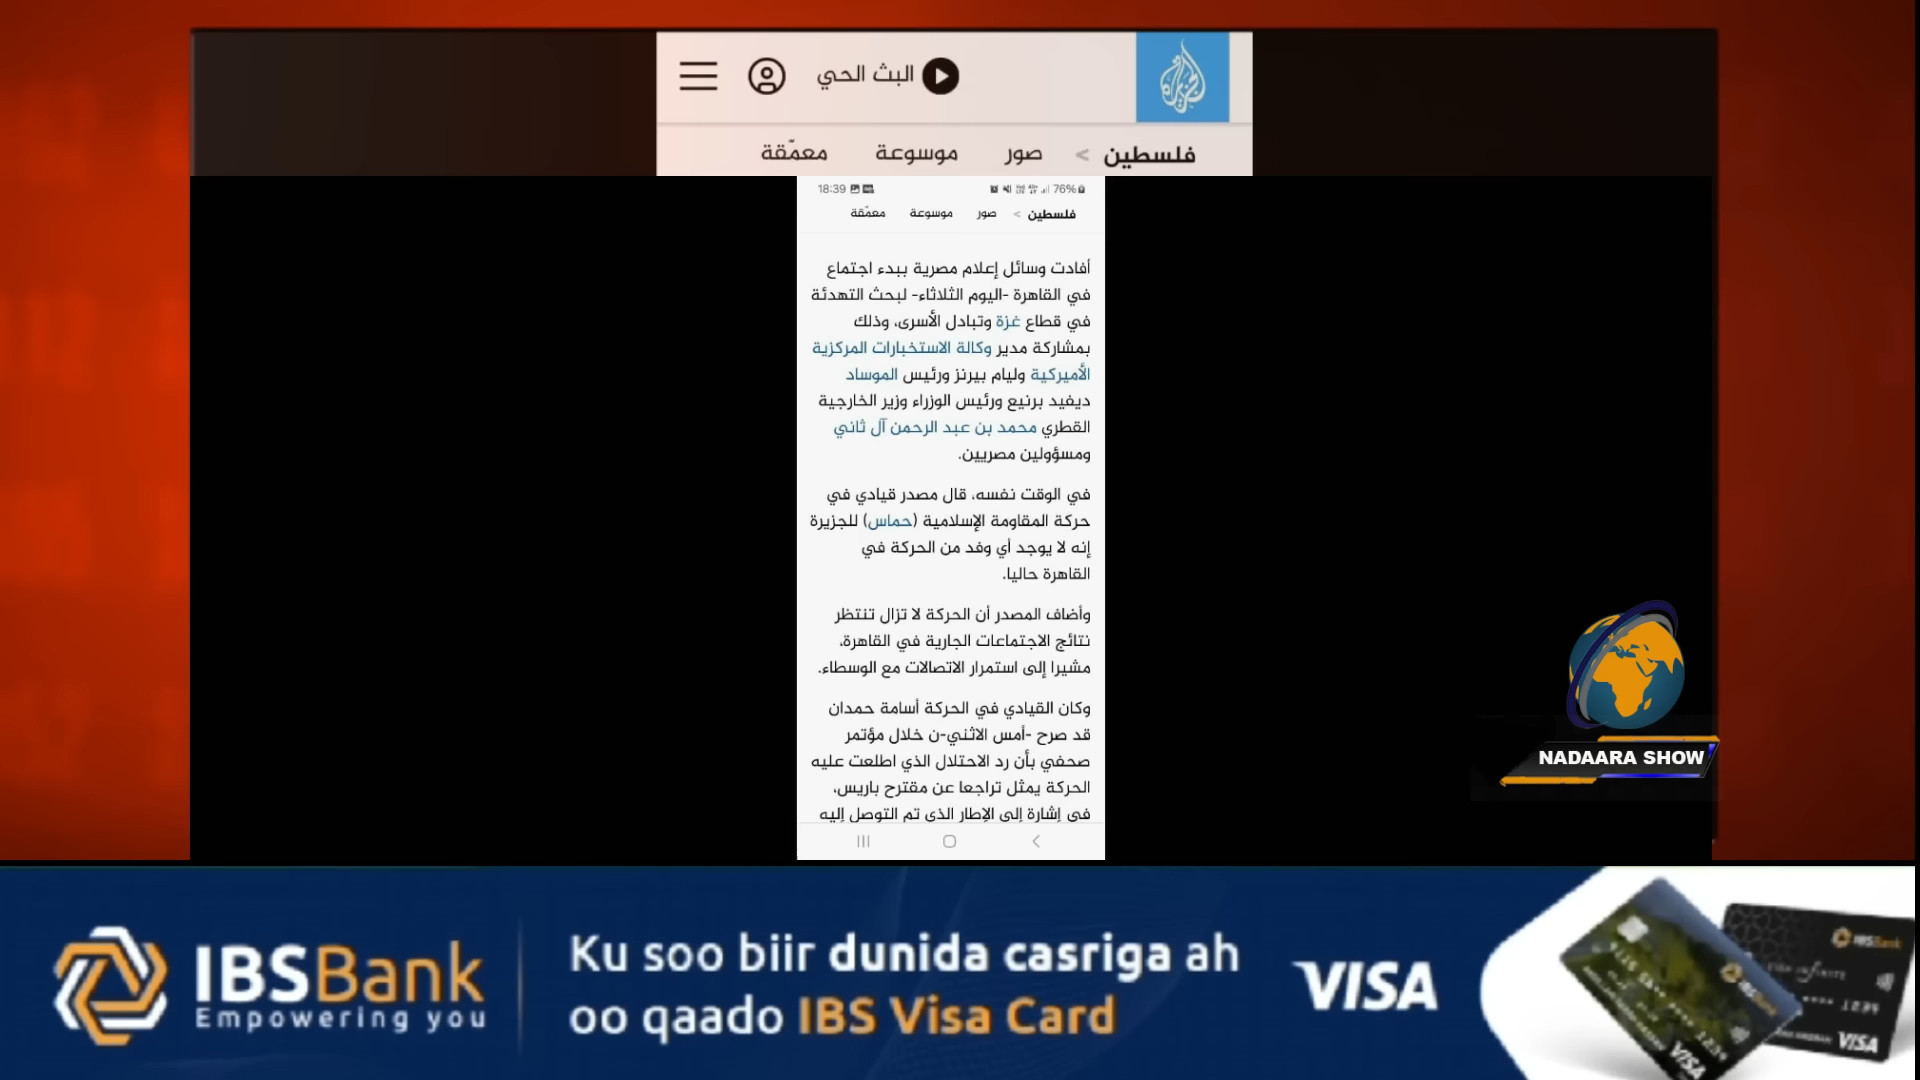 البث الحي
فلسطين > صور موسوعة معمّقة
18:39
76%
فلسطين > صور موسوعة معمّقة
أفادت وسائل إعلام مصرية ببدء اجتماع
في القاهرة -اليوم الثلاثاء- لبحث التهدئة
في قطاع غزة وتبادل الأسرى، وذلك
بمشاركة مدير وكالة الاستخبارات المركزية
الأميركية وليام بيرنز ورئيس الموساد
ديفيد برنيع ورئيس الوزراء وزير الخارجية
القطري محمد بن عبد الرحمن آل ثاني
ومسؤولين مصريين.
في الوقت نفسه، قال مصدر قيادي في
حركة المقاومة الإسلامية (حماس) للجزيرة
إنه لا يوجد أي وفد من الحركة في
القاهرة حاليا.
وأضاف المصدر أن الحركة لا تزال تنتظر
نتائج الاجتماعات الجارية في القاهرة،
مشيرا إلى استمرار الاتصالات مع الوسطاء.
وكان القيادي في الحركة أسامة حمدان
قد صرح -أمس الاثني-ن خلال مؤتمر
صحفي بأن رد الاحتلال الذي اطلعت عليه
الحركة يمثل تراجعا عن مقترح باريس،
في إشارة إلى الإطار الذي تم التوصل إليه
NADAARA SHOW
IBSBank
Empowering you
Ku soo biir dunida casriga ah
oo qaado IBS Visa Card
VISA
IBSBank
VISA
VISA